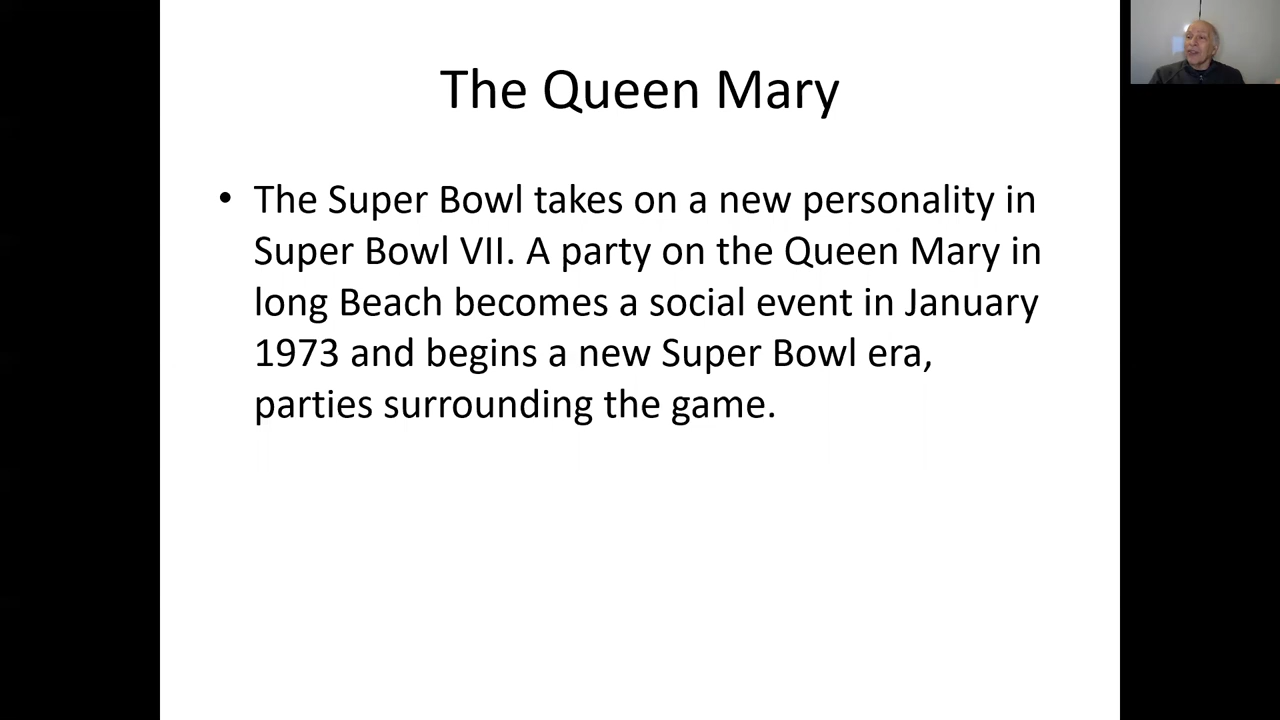 The Queen Mary
• The Super Bowl takes on a new personality in
Super Bowl VII. A party on the Queen Mary in
long Beach becomes a social event in January
1973 and begins a new Super Bowl era,
parties surrounding the game.